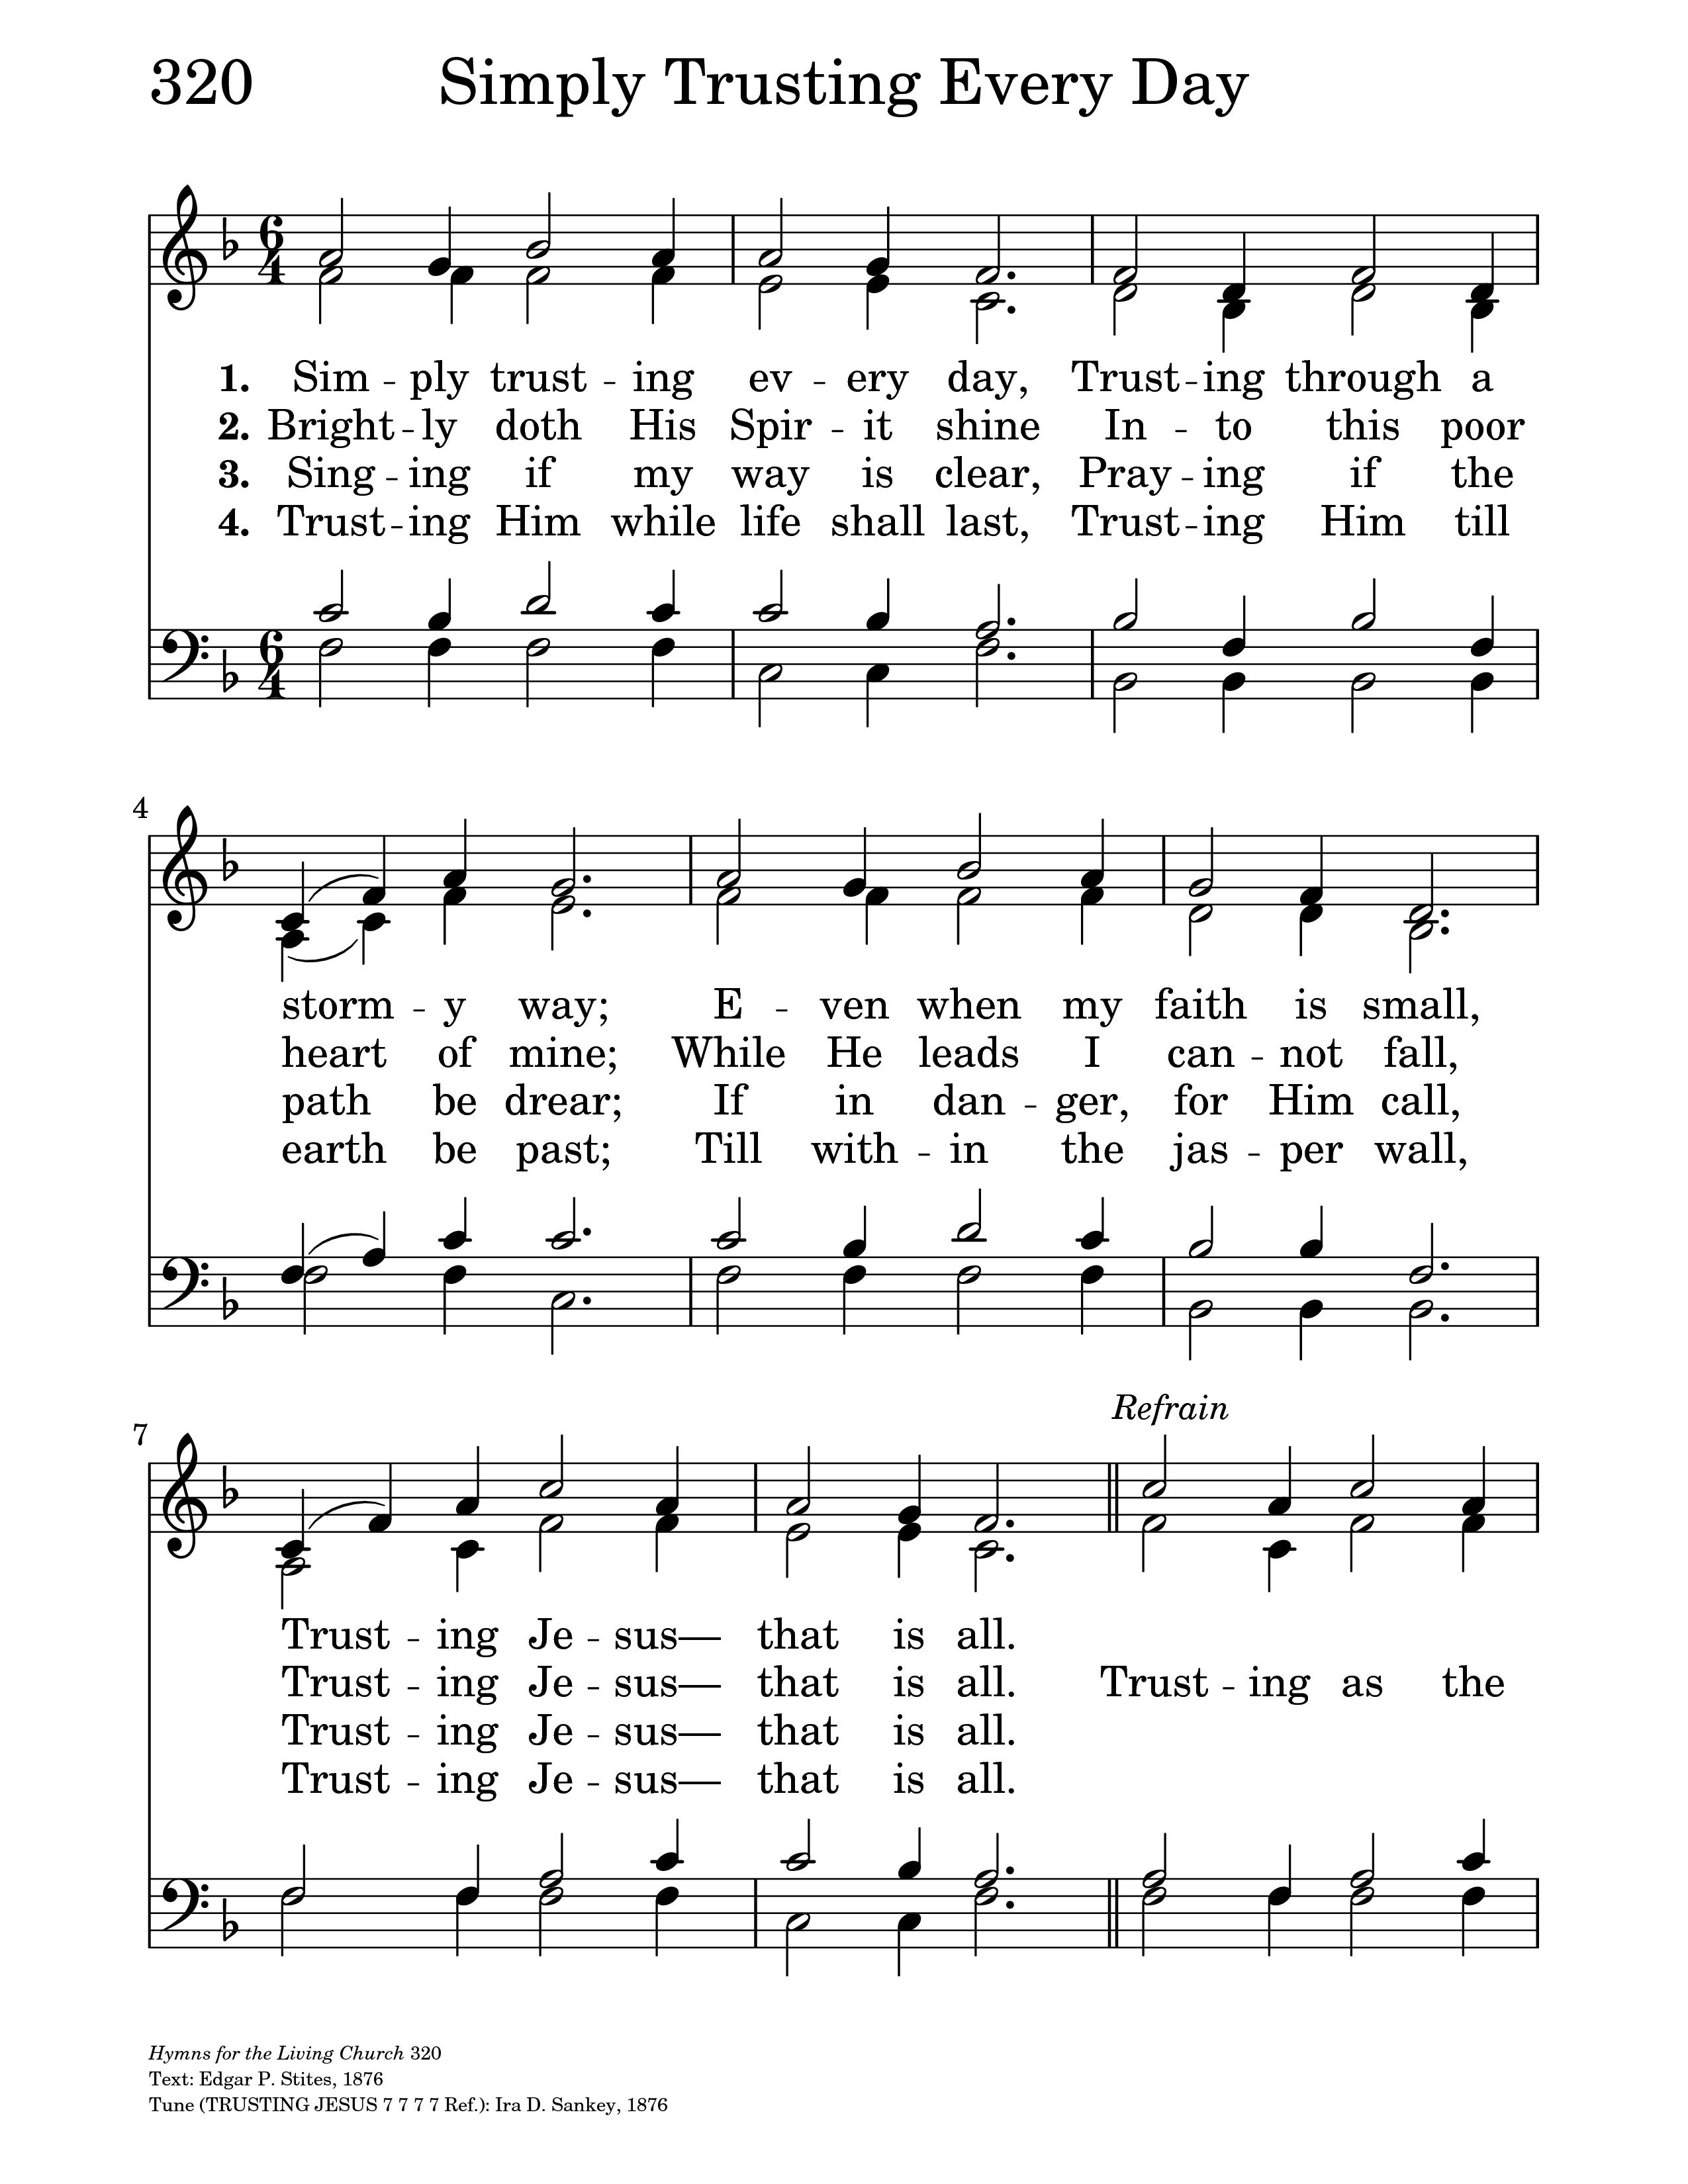 320 Simply Trusting Every Day
6
4
1. Sim - ply trust - ing ev - ery day, Trust - ing through a
2. Bright - ly doth His Spir - it shine In - to this poor
3. Sing - ing if my way is clear, Pray - ing if the
4. Trust - ing Him while life shall last, Trust - ing Him till
6
4
4
storm - y way; E - ven when my faith is small,
heart of mine; While He leads I can - not fall,
path be drear; If in dan - ger, for Him call,
earth be past; Till with - in the jas - per wall,
Refrain
7
Trust - ing Je - sus— that is all.
Trust - ing Je - sus— that is all. Trust - ing as the
Trust - ing Je - sus— that is all.
Trust - ing Je - sus— that is all.
Hymns for the Living Church 320
Text: Edgar P. Stites, 1876
Tune (TRUSTING JESUS 7 7 7 7 Ref.): Ira D. Sankey, 1876